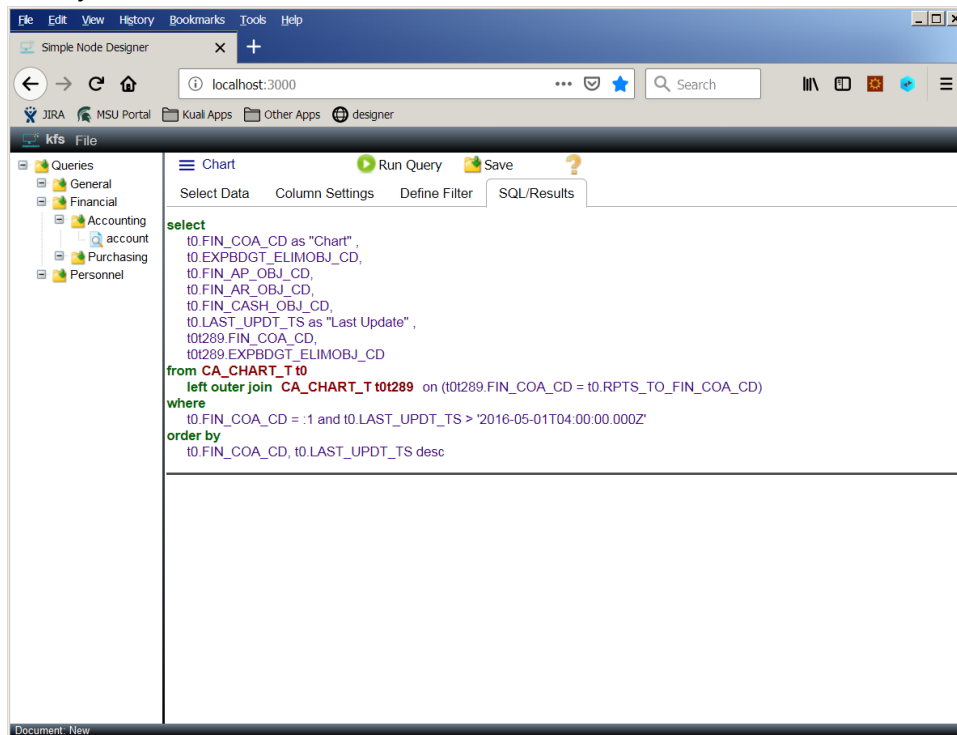 File Edit View History Bookmarks Tools Help
Simple Node Designer
localhost:3000 Search
JIRA MSU Portal Kuali Apps Other Apps designer
kfs File
Queries
General
Financial
Accounting
account
Purchasing
Personnel
Chart Run Query Save
Select Data Column Settings Define Filter SQL/Results
select
t0.FIN_COA_CD as "Chart" ,
t0.EXPBDGT_ELIMOBJ_CD,
t0.FIN_AP_OBJ_CD,
t0.FIN_AR_OBJ_CD,
t0.FIN_CASH_OBJ_CD,
t0.LAST_UPDT_TS as "Last Update" ,
t0t289.FIN_COA_CD,
t0t289.EXPBDGT_ELIMOBJ_CD
from CA_CHART_T t0
left outer join CA_CHART_T t0t289 on (t0t289.FIN_COA_CD = t0.RPTS_TO_FIN_COA_CD)
where
t0.FIN_COA_CD = :1 and t0.LAST_UPDT_TS > '2016-05-01T04:00:00.000Z'
order by
t0.FIN_COA_CD, t0.LAST_UPDT_TS desc
Document: New